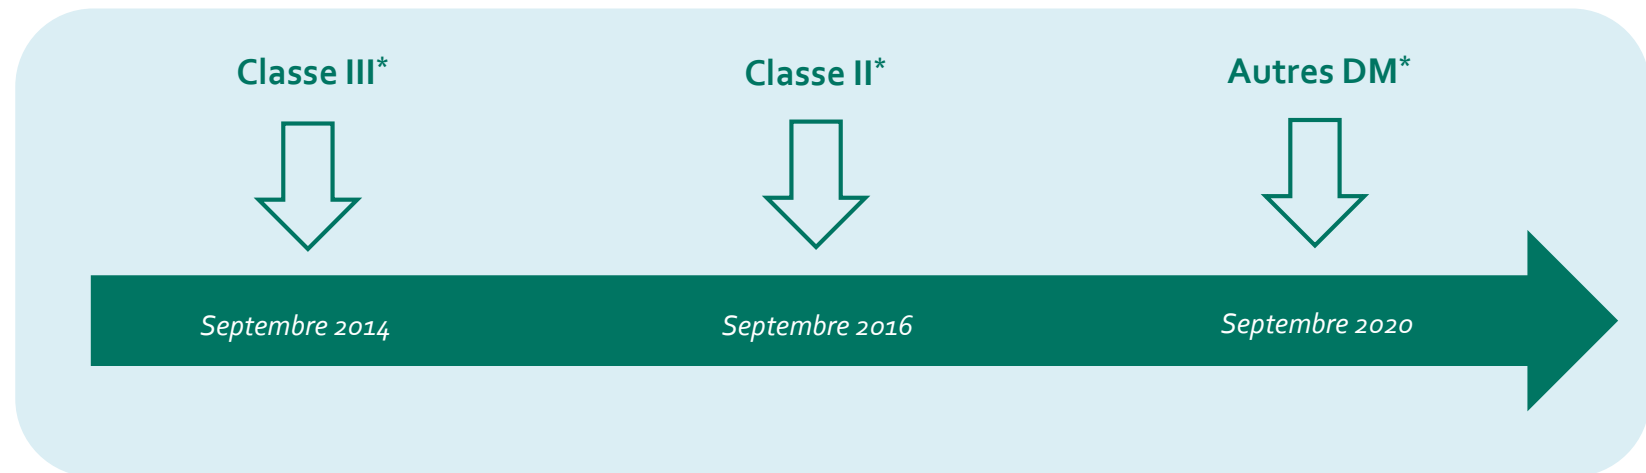 Classe III*
Classe II*
Autres DM*
Septembre 2014
Septembre 2016
Septembre 2020